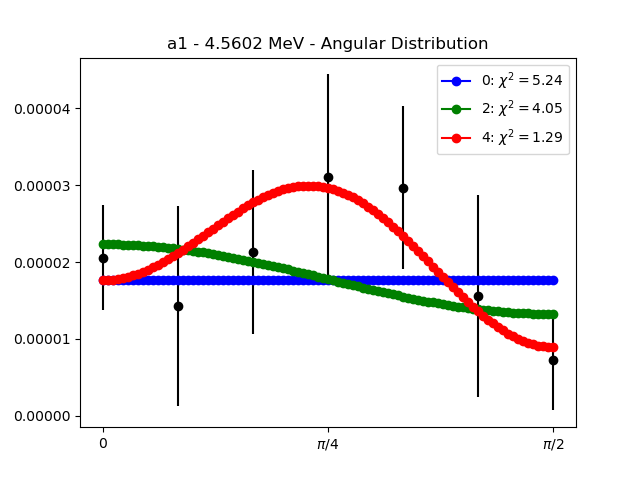 a1 - 4.5602 MeV - Angular Distribution
0: χ² = 5.24
2: χ² = 4.05
4: χ² = 1.29
0.00004
0.00003
0.00002
0.00001
0.00000
0 π/4 π/2